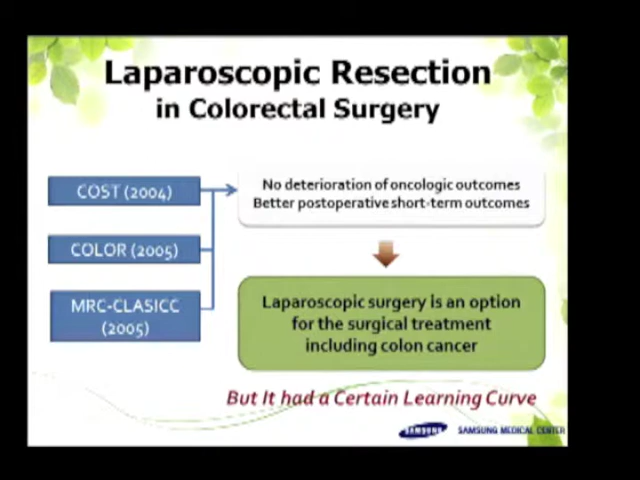 Laparoscopic Resection
in Colorectal Surgery
COST (2004)
COLOR (2005)
MRC-CLASICC
(2005)
No deterioration of oncologic outcomes
Better postoperative short-term outcomes
Laparoscopic surgery is an option
for the surgical treatment
including colon cancer
But It had a Certain Learning Curve
SAMSUNG SAMSUNG MEDICAL CENTER